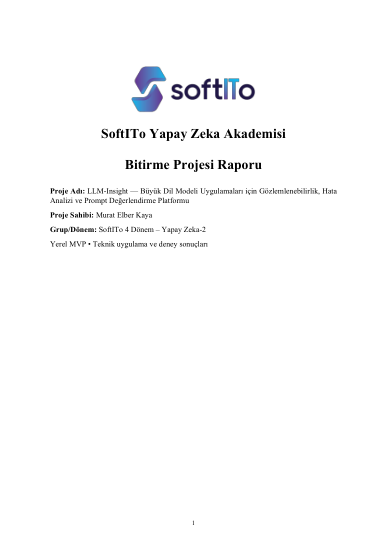 softITo
SoftITo Yapay Zeka Akademisi
Bitirme Projesi Raporu
Proje Adı: LLM-Insight — Büyük Dil Modeli Uygulamaları için Gözlemlenebilirlik, Hata
Analizi ve Prompt Değerlendirme Platformu
Proje Sahibi: Murat Elber Kaya
Grup/Dönem: SoftITo 4 Dönem – Yapay Zeka-2
Yerel MVP • Teknik uygulama ve deney sonuçları
1